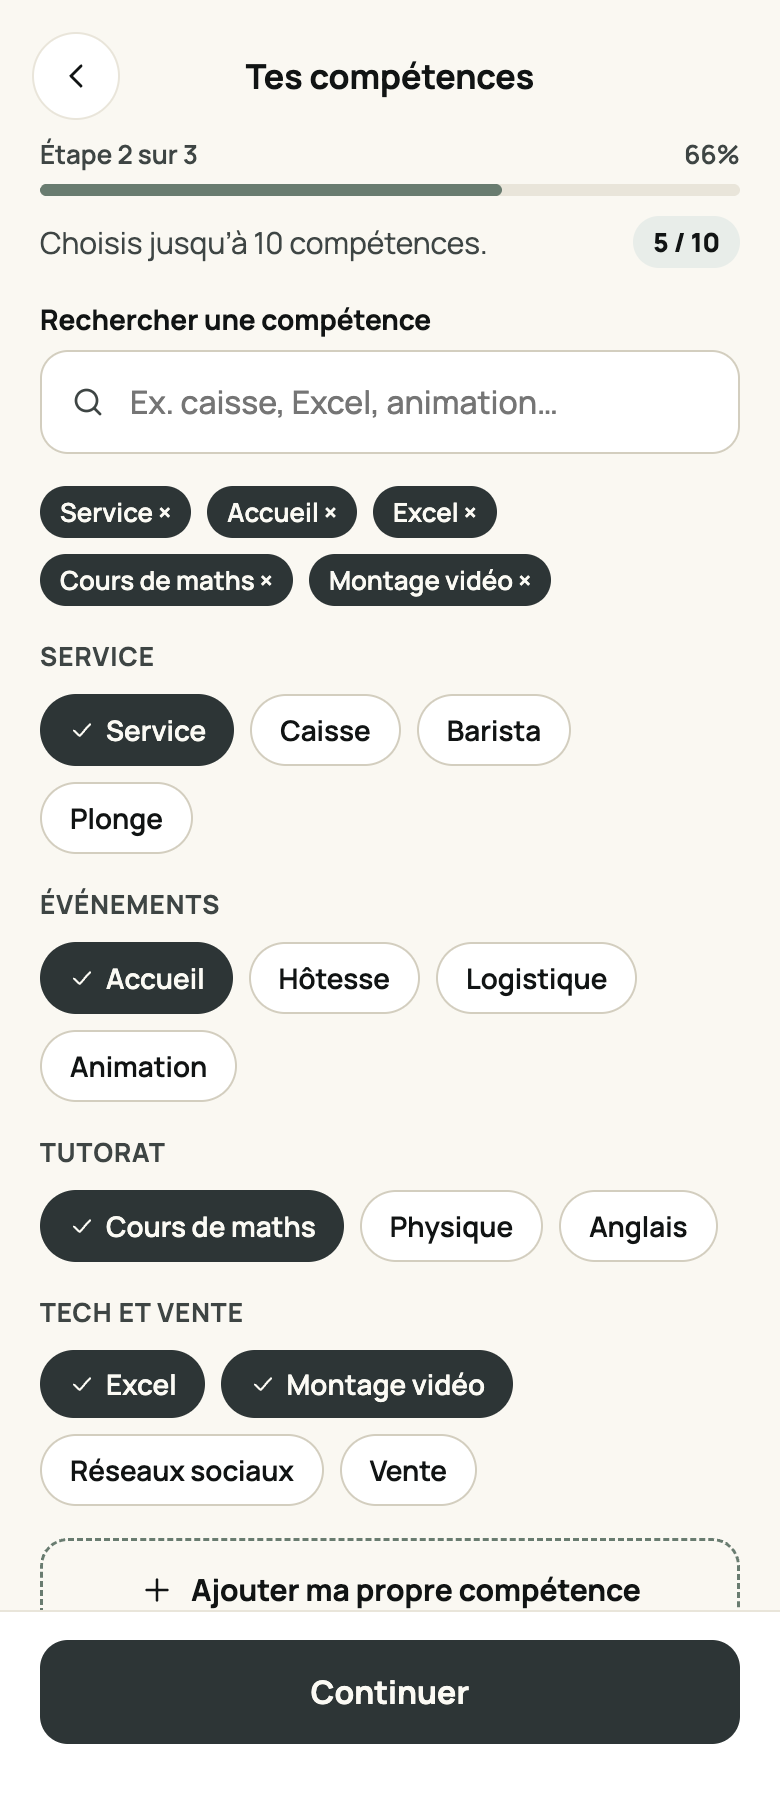 Tes compétences
Étape 2 sur 3 66%
Choisis jusqu’à 10 compétences. 5 / 10
Rechercher une compétence
Ex. caisse, Excel, animation…
Service × Accueil × Excel ×
Cours de maths × Montage vidéo ×
SERVICE
Service Caisse Barista
Plonge
ÉVÉNEMENTS
Accueil Hôtesse Logistique
Animation
TUTORAT
Cours de maths Physique Anglais
TECH ET VENTE
Excel Montage vidéo
Réseaux sociaux Vente
Ajouter ma propre compétence
Continuer